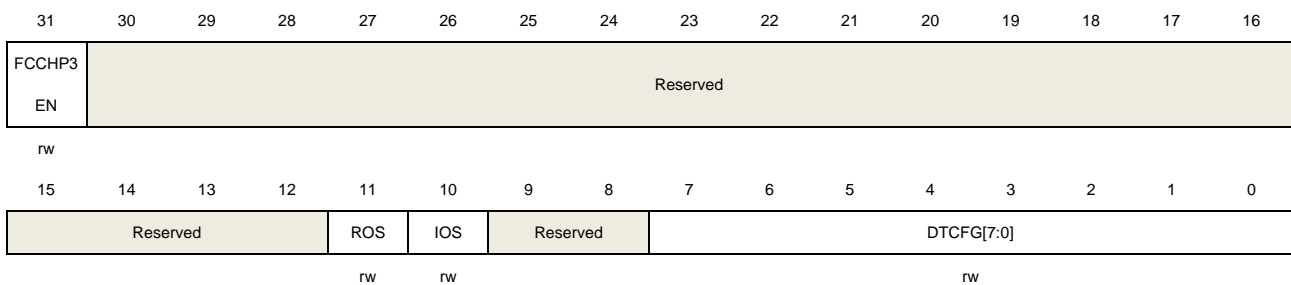 31 30 29 28 27 26 25 24 23 22 21 20 19 18 17 16
FCCHP3
EN
Reserved
rw
15 14 13 12 11 10 9 8 7 6 5 4 3 2 1 0
Reserved ROS IOS Reserved DTCFG[7:0]
rw rw rw